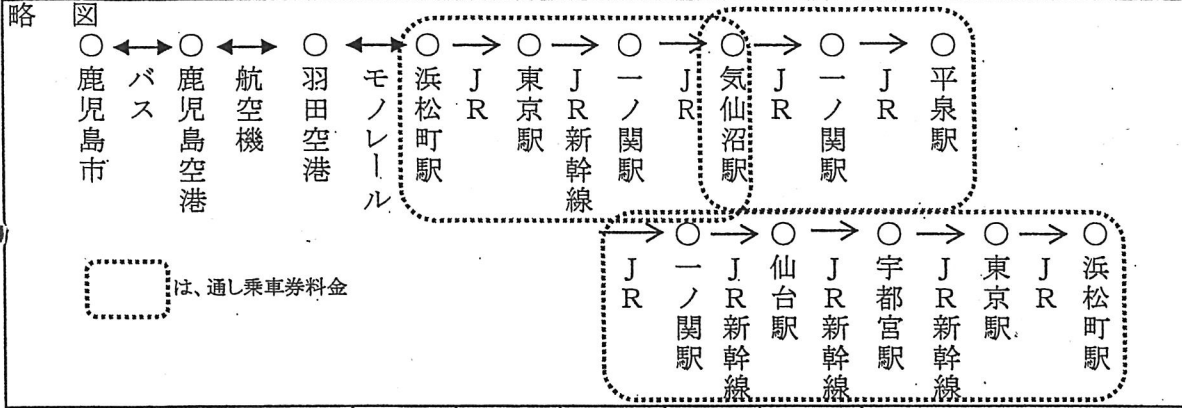 略 図
○ ←→ ○ ←→ ○ ←→ ○ → ○ → ○ → ○ → ○ → ○
鹿児島市
バス
鹿児島空港
航空機
羽田空港
モノレール
浜松町駅
JR
東京駅
JR新幹線
一ノ関駅
JR
気仙沼駅
JR
一ノ関駅
JR
平泉駅
→ ○ → ○ → ○ → ○ → ○
JR
一ノ関駅
JR新幹線
仙台駅
JR新幹線
宇都宮駅
JR新幹線
東京駅
JR
浜松町駅
は、通し乗車券料金